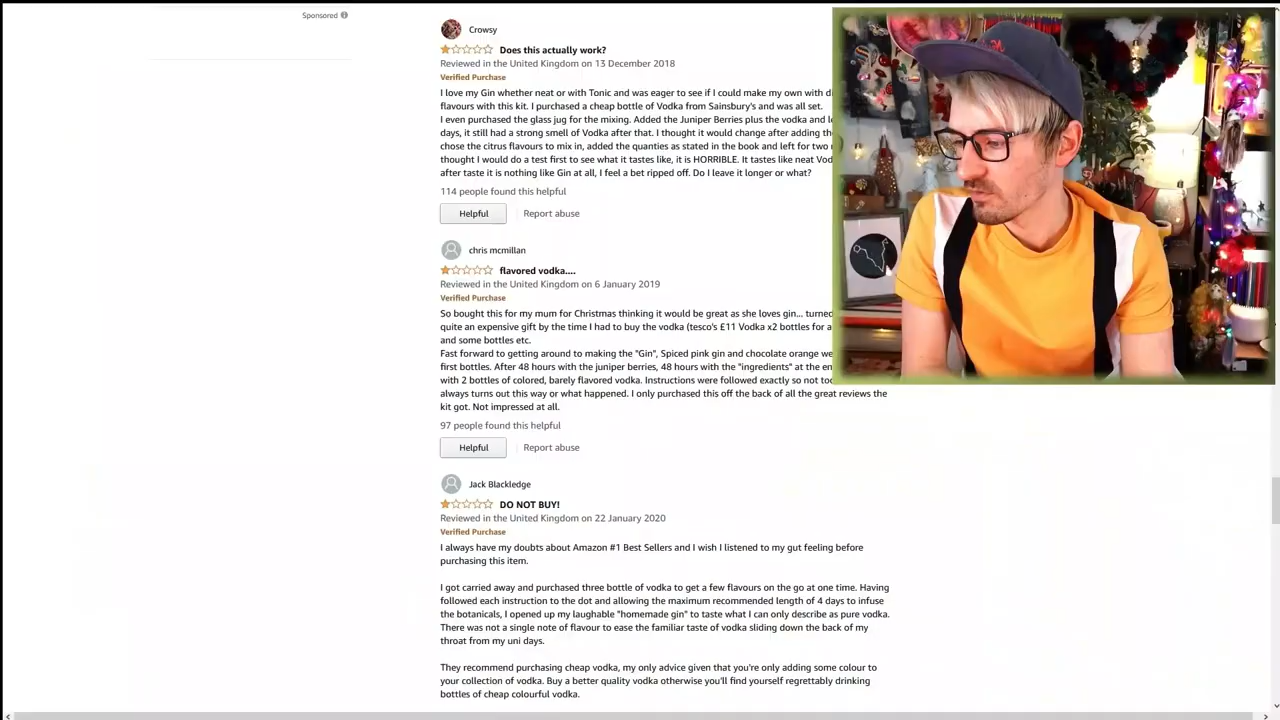 Sponsored
Crowsy
Does this actually work?
Reviewed in the United Kingdom on 13 December 2018
Verified Purchase
I love my Gin whether neat or with Tonic and was eager to see if I could make my own with
flavours with this kit. I purchased a cheap bottle of Vodka from Sainsbury's and was all set.
I even purchased the glass jug for the mixing. Added the Juniper Berries plus the vodka and
days, it still had a strong smell of Vodka after that. I thought it would change after adding the
chose the citrus flavours to mix in, added the quanties as stated in the book and left for two
thought I would do a test first to see what it tastes like, it is HORRIBLE. It tastes like neat
after taste it is nothing like Gin at all, I feel a bet ripped off. Do I leave it longer or what?
114 people found this helpful
Helpful
Report abuse
chris mcmillan
flavored vodka....
Reviewed in the United Kingdom on 6 January 2019
Verified Purchase
So bought this for my mum for Christmas thinking it would be great as she loves gin... turned
quite an expensive gift by the time I had to buy the vodka (tesco's £11 Vodka x2 bottles for a
and some bottles etc.
Fast forward to getting around to making the "Gin", Spiced pink gin and chocolate orange
first bottles. After 48 hours with the juniper berries, 48 hours with the "ingredients" at the
with 2 bottles of colored, barely flavored vodka. Instructions were followed exactly so not
always turns out this way or what happened. I only purchased this off the back of all the great reviews the
kit got. Not impressed at all.
97 people found this helpful
Helpful
Report abuse
Jack Blackledge
DO NOT BUY!
Reviewed in the United Kingdom on 22 January 2020
Verified Purchase
I always have my doubts about Amazon #1 Best Sellers and I wish I listened to my gut feeling before
purchasing this item.
I got carried away and purchased three bottle of vodka to get a few flavours on the go at one time. Having
followed each instruction to the dot and allowing the maximum recommended length of 4 days to infuse
the botanicals, I opened up my laughable "homemade gin" to taste what I can only describe as pure vodka.
There was not a single note of flavour to ease the familiar taste of vodka sliding down the back of my
throat from my uni days.
They recommend purchasing cheap vodka, my only advice given that you're only adding some colour to
your collection of vodka. Buy a better quality vodka otherwise you'll find yourself regrettably drinking
bottles of cheap colourful vodka.